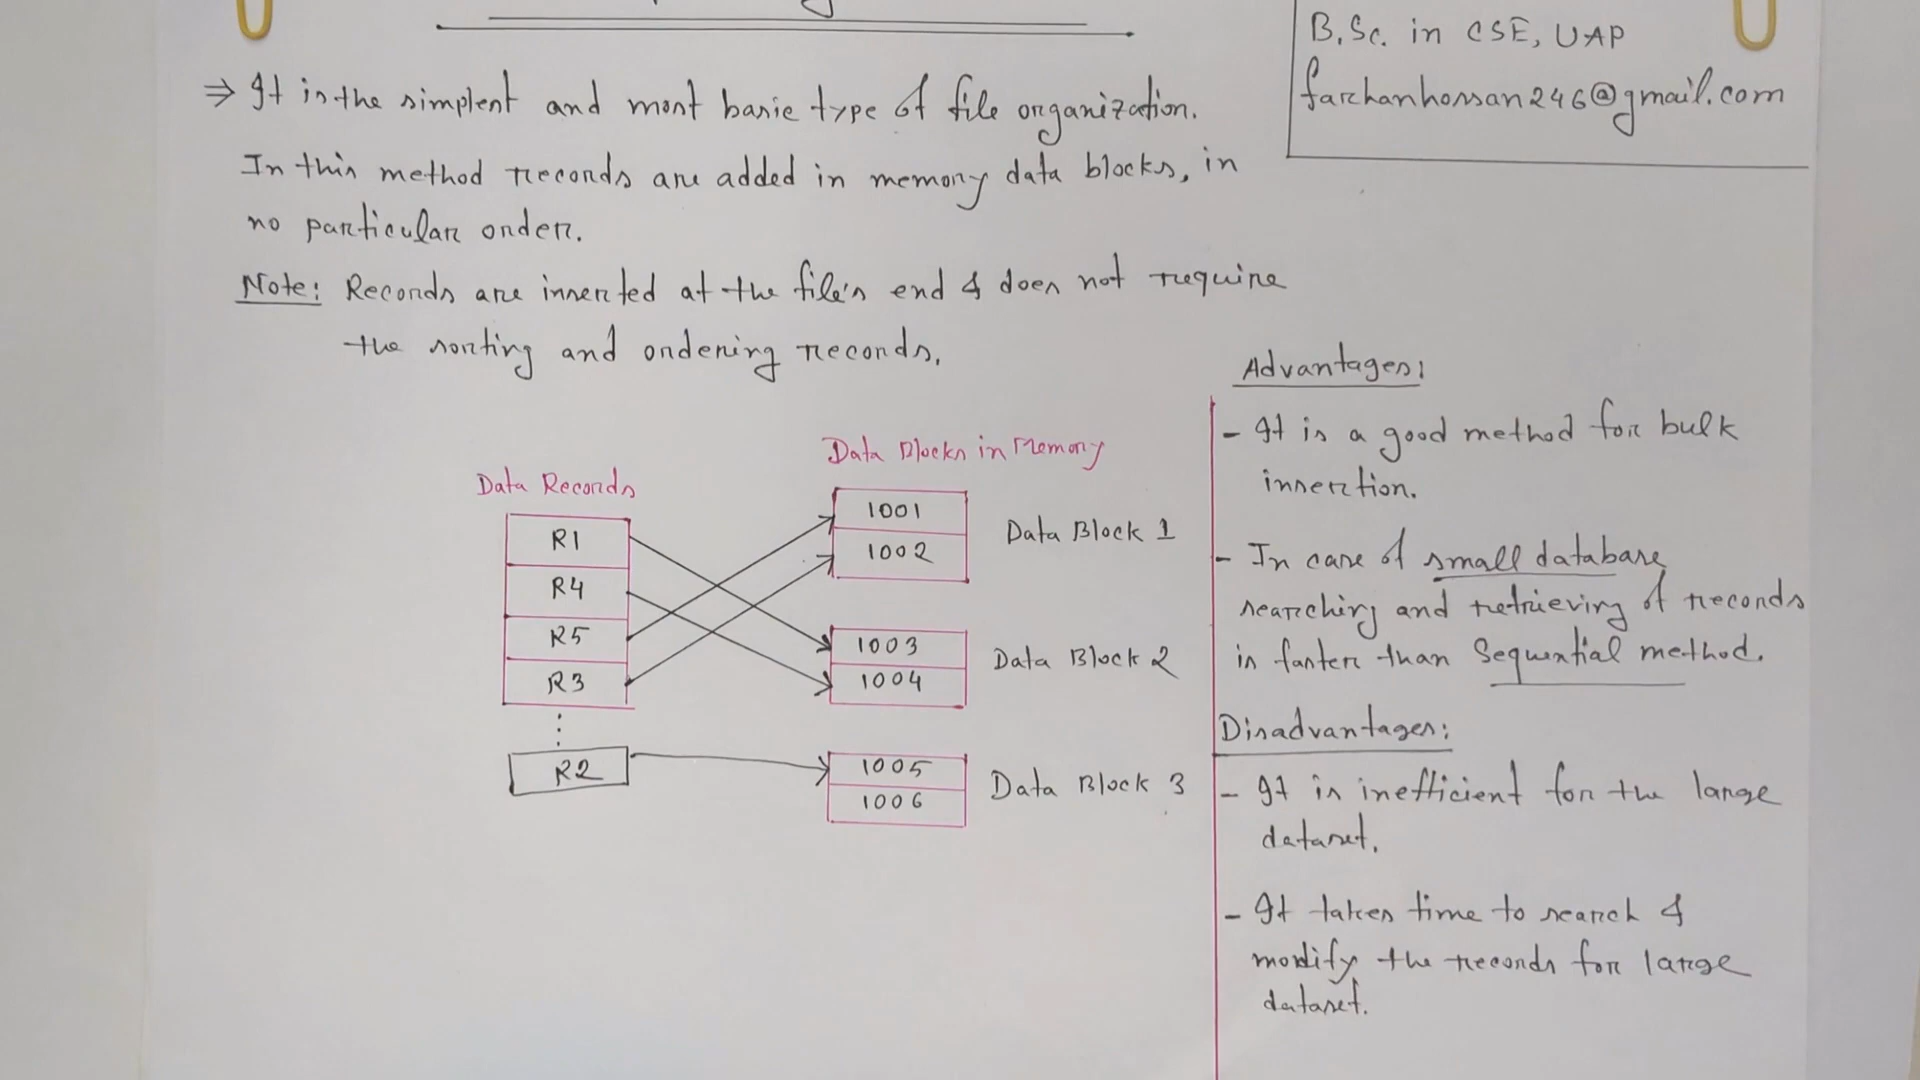 B.Sc. in CSE, UAP
farhanhossan246@gmail.com
⇒ It is the simplest and most basic type of file organization.
In this method records are added in memory data blocks, in
no particular order.
Note: Records are inserted at the file's end & does not require
the sorting and ordering records.
Data Records
R1
R4
R5
R3
⋮
R2
Data Blocks in Memory
1001
1002
Data Block 1
1003
1004
Data Block 2
1005
1006
Data Block 3
Advantages:
- It is a good method for bulk
insertion.
- In case of small database,
searching and retrieving of records
is faster than Sequential method.
Disadvantages:
- It is inefficient for the large
dataset.
- It takes time to search &
modify the records for large
dataset.